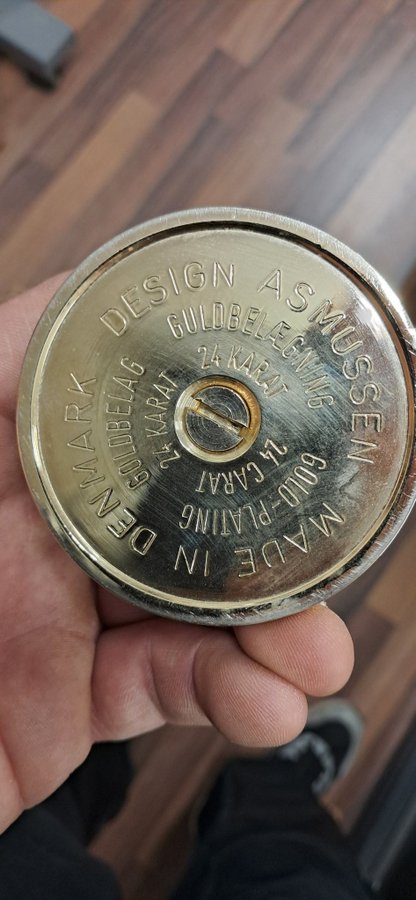 DESIGN ASMUSSEN
MADE IN DENMARK
GULDBELÆGNING
24 KARAT
GOLD-PLATING
24 CARAT
GOLDBELAG
24 KARAT